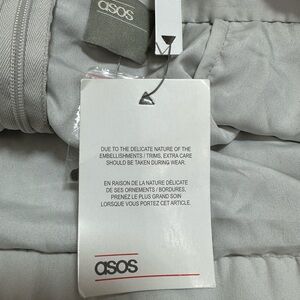 asos
DUE TO THE DELICATE NATURE OF THE
EMBELLISHMENTS / TRIMS, EXTRA CARE
SHOULD BE TAKEN DURING WEAR.
EN RAISON DE LA NATURE DÉLICATE
DE SES ORNEMENTS / BORDURES,
PRENEZ LE PLUS GRAND SOIN
LORSQUE VOUS PORTEZ CET ARTICLE.
asos